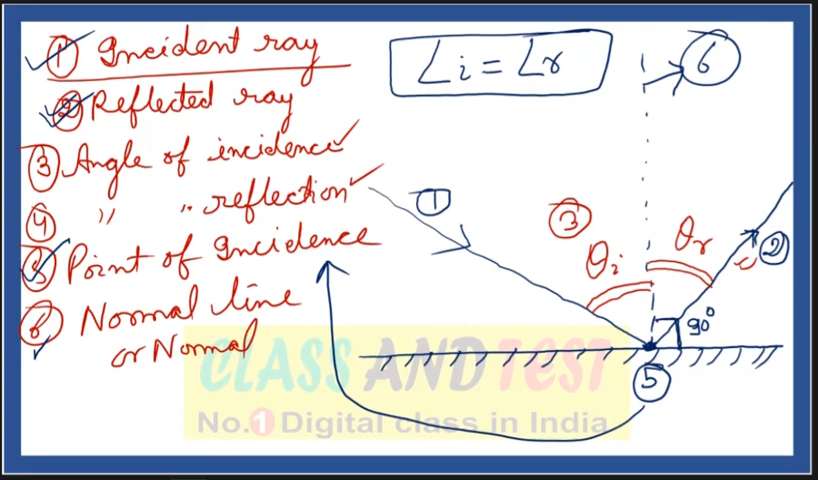 ① Incident ray
② Reflected ray
③ Angle of incidence
④ " " reflection
⑤ Point of Incidence
⑥ Normal line
or Normal
∠i = ∠r
⑥
①
③
θi
θr
②
90°
⑤
CLASS AND TEST
No.1 Digital class in India